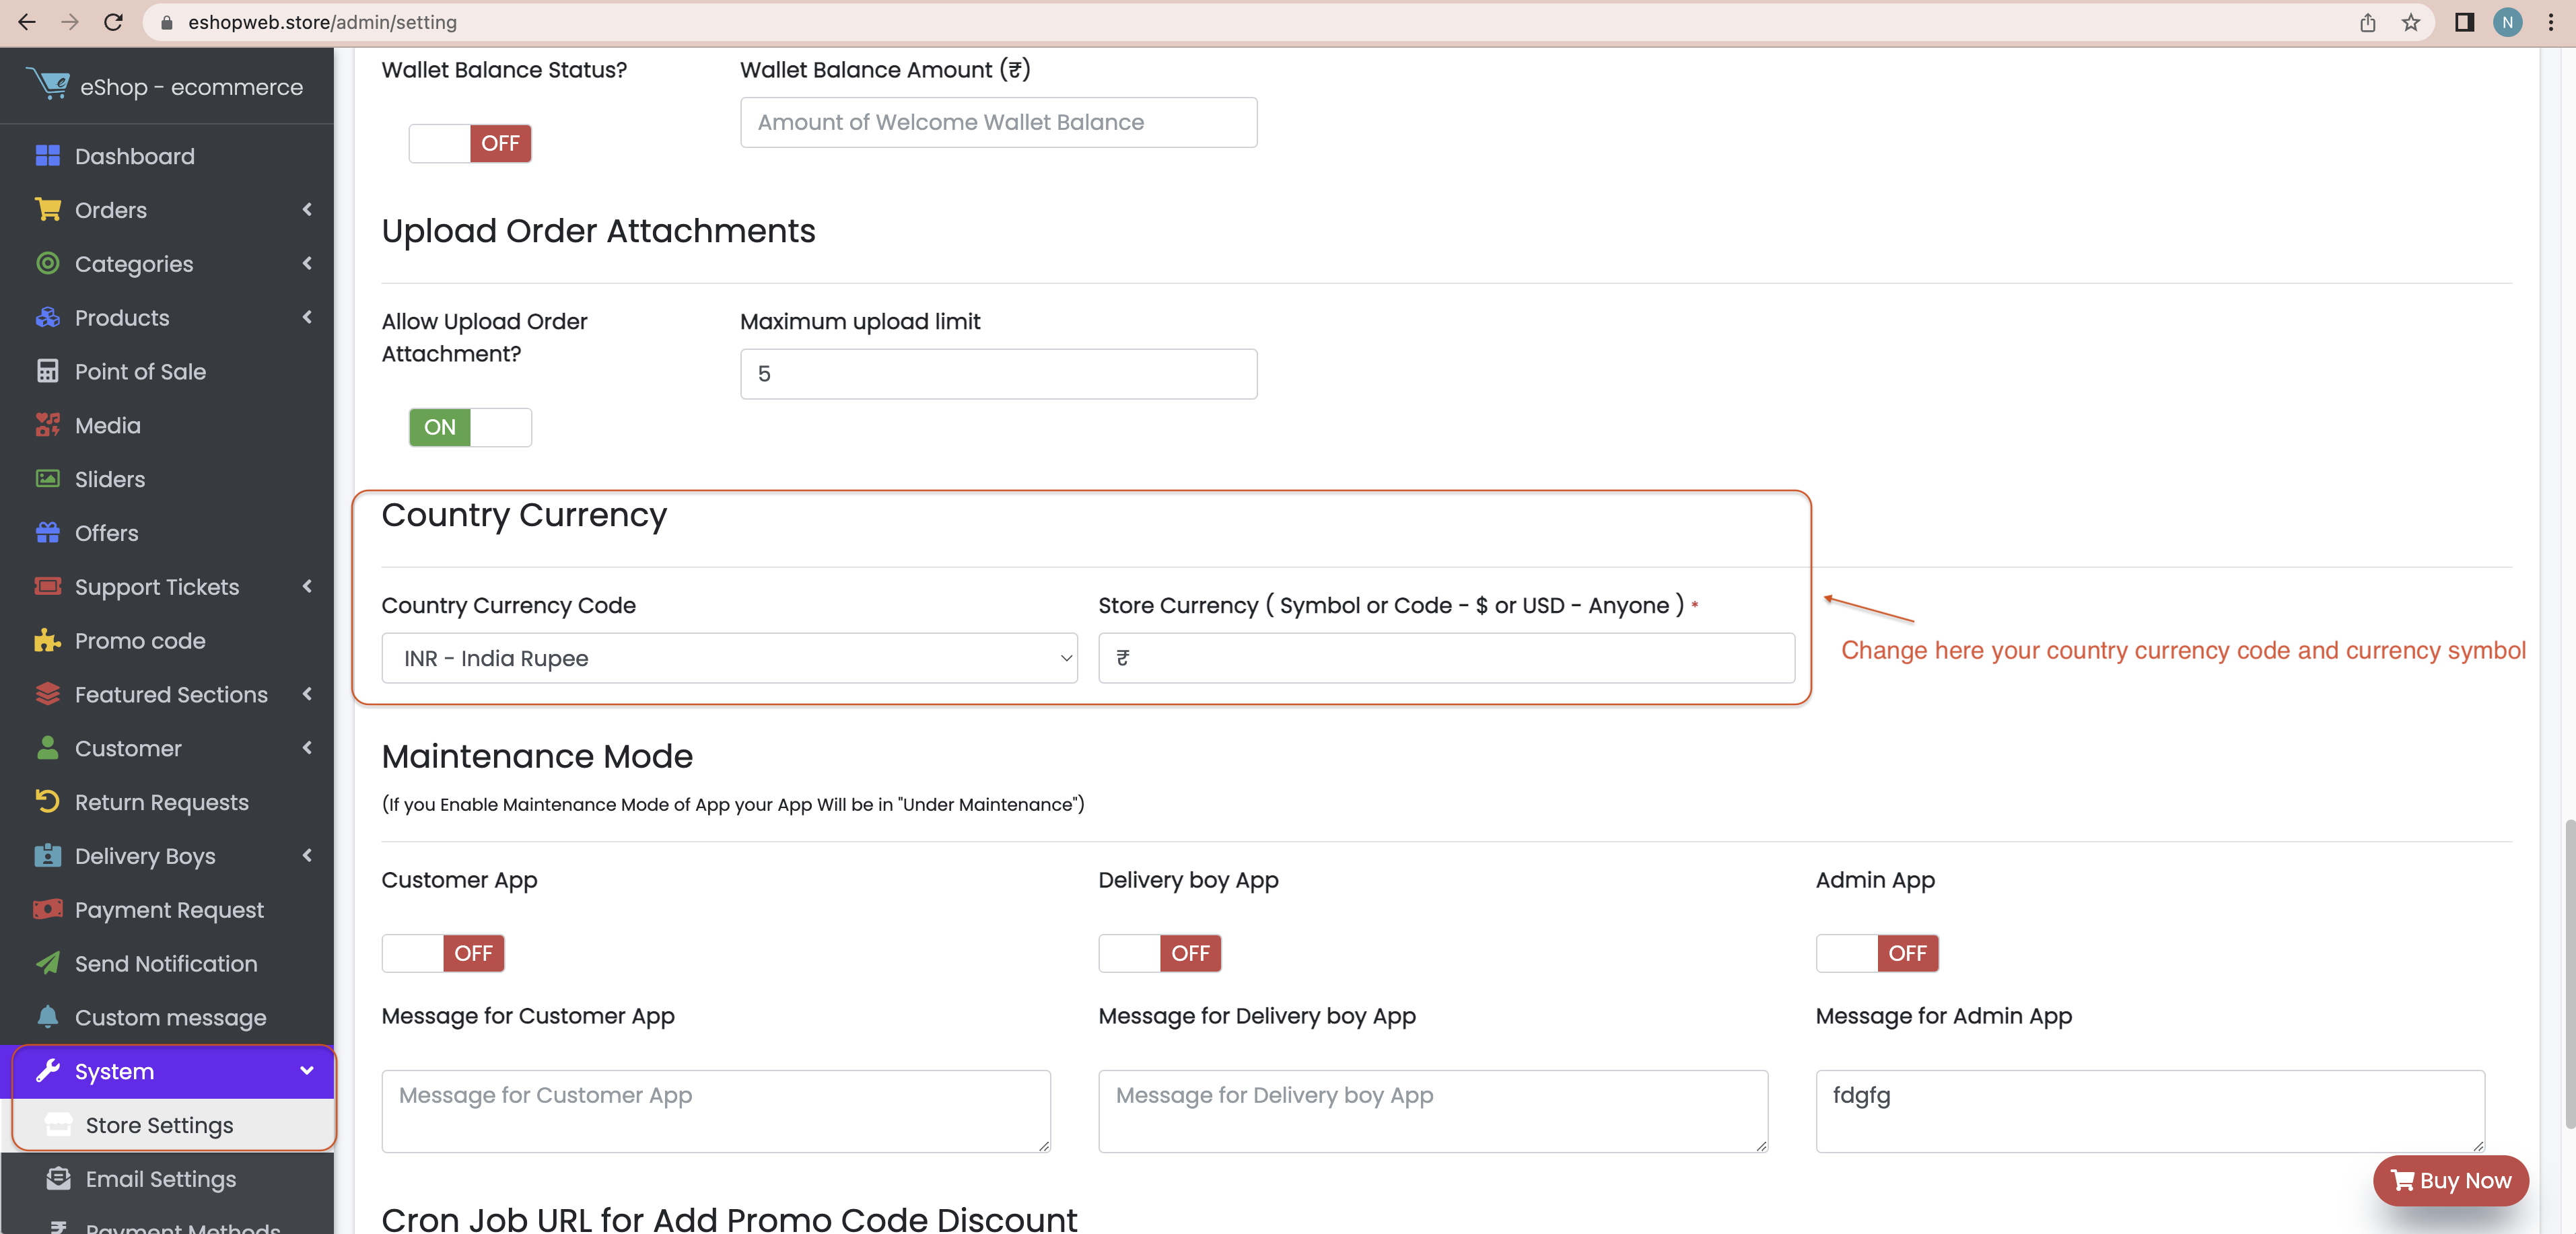 eshopweb.store/admin/setting
N
eShop - ecommerce
Dashboard
Orders
Categories
Products
Point of Sale
Media
Sliders
Offers
Support Tickets
Promo code
Featured Sections
Customer
Return Requests
Delivery Boys
Payment Request
Send Notification
Custom message
System
Store Settings
Email Settings
Payment Methods
Wallet Balance Status?
Wallet Balance Amount (₹)
OFF
Amount of Welcome Wallet Balance
Upload Order Attachments
Allow Upload Order
Attachment?
Maximum upload limit
5
ON
Country Currency
Country Currency Code
Store Currency ( Symbol or Code - $ or USD - Anyone ) *
INR - India Rupee
₹
Change here your country currency code and currency symbol
Maintenance Mode
(If you Enable Maintenance Mode of App your App Will be in "Under Maintenance")
Customer App
Delivery boy App
Admin App
OFF
OFF
OFF
Message for Customer App
Message for Delivery boy App
Message for Admin App
Message for Customer App
Message for Delivery boy App
fdgfg
Buy Now
Cron Job URL for Add Promo Code Discount